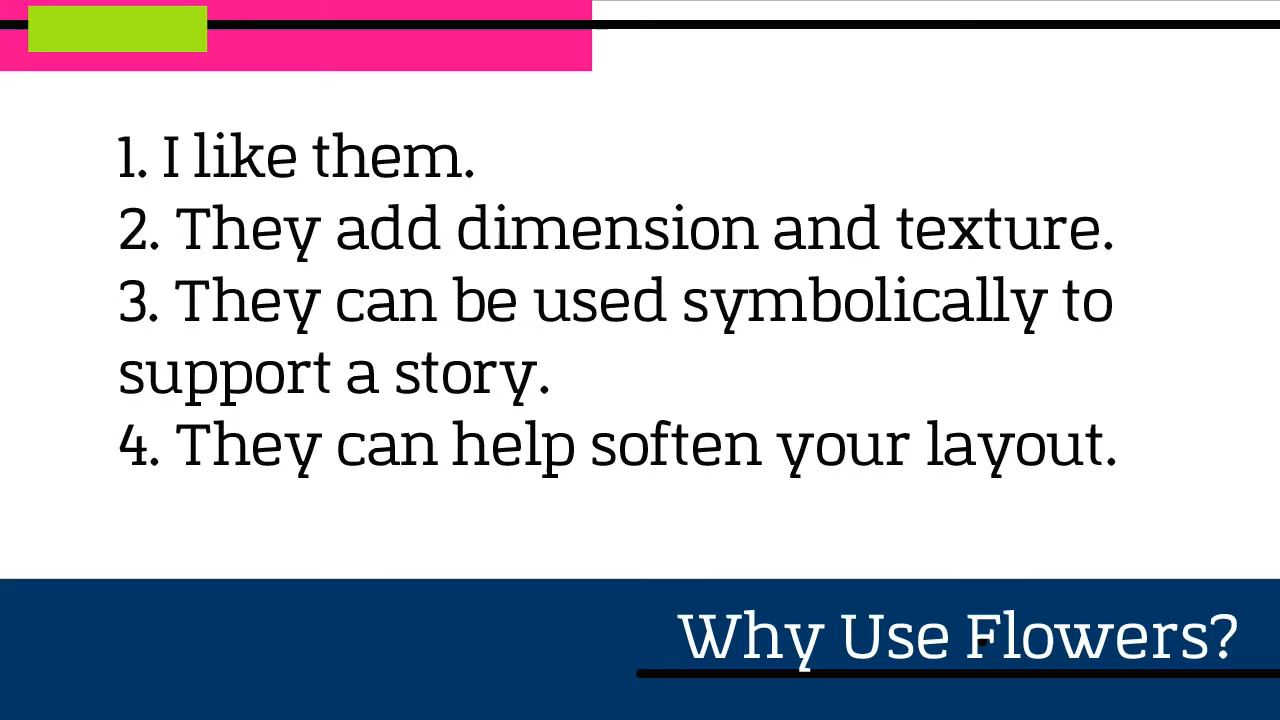 1. I like them.
2. They add dimension and texture.
3. They can be used symbolically to
support a story.
4. They can help soften your layout.
Why Use Flowers?